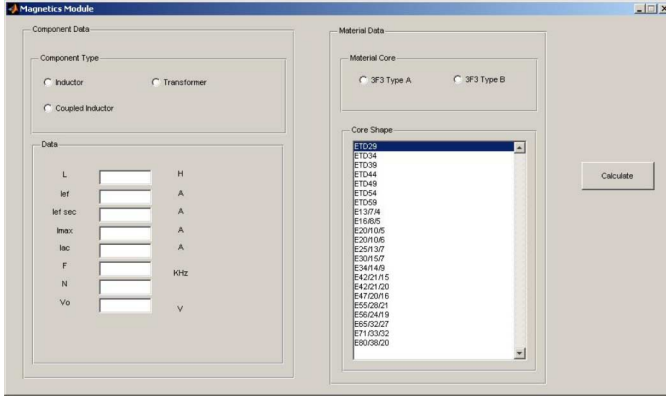 Magnetics Module
Component Data
Component Type
Inductor
Transformer
Coupled Inductor
Data
L H
Ief A
Ief sec A
Imax A
Iac A
F KHz
N
Vo V
Material Data
Material Core
3F3 Type A
3F3 Type B
Core Shape
ETD29
ETD34
ETD39
ETD44
ETD49
ETD54
ETD59
E13/7/4
E16/8/5
E20/10/5
E20/10/6
E25/13/7
E30/15/7
E34/14/9
E42/21/15
E42/21/20
E47/20/16
E55/28/21
E56/24/19
E65/32/27
E71/33/32
E80/38/20
Calculate